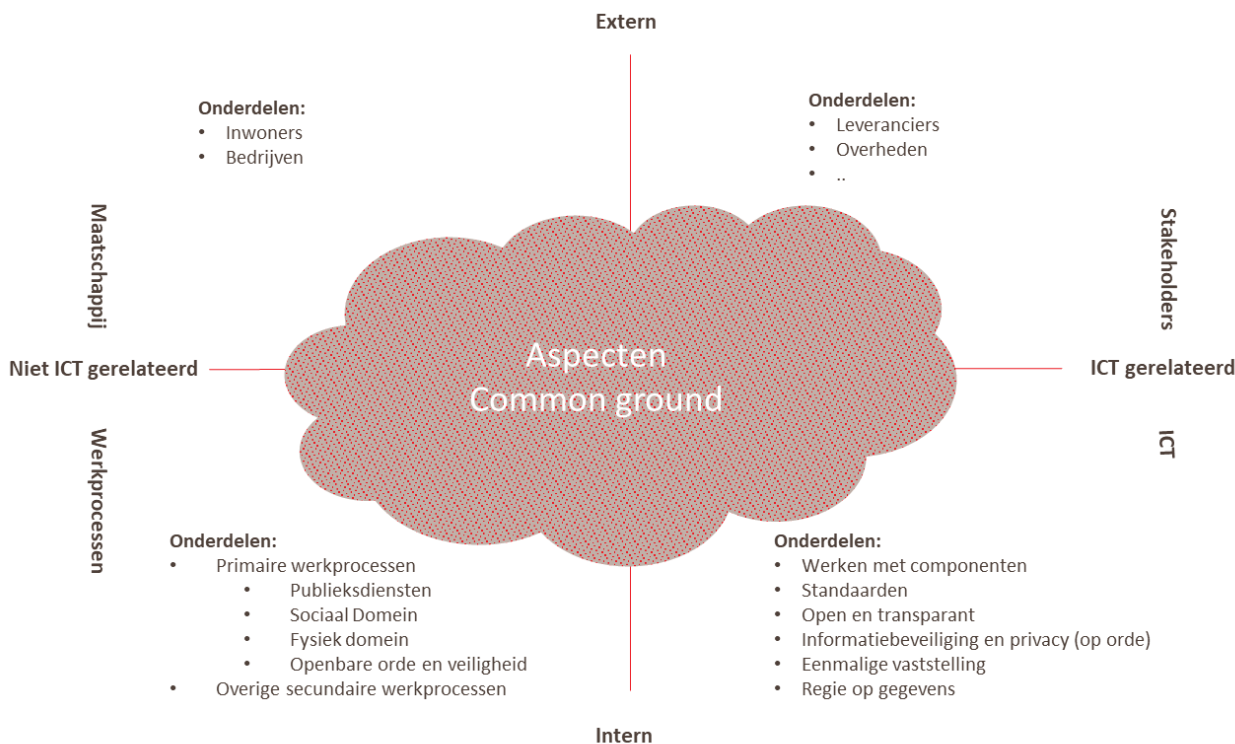 Extern
Onderdelen:
• Inwoners
• Bedrijven
Onderdelen:
• Leveranciers
• Overheden
• ..
Maatschappij
Stakeholders
Niet ICT gerelateerd
Aspecten
Common ground
ICT gerelateerd
Werkprocessen
ICT
Onderdelen:
• Primaire werkprocessen
• Publieksdiensten
• Sociaal Domein
• Fysiek domein
• Openbare orde en veiligheid
• Overige secundaire werkprocessen
Onderdelen:
• Werken met componenten
• Standaarden
• Open en transparant
• Informatiebeveiliging en privacy (op orde)
• Eenmalige vaststelling
• Regie op gegevens
Intern